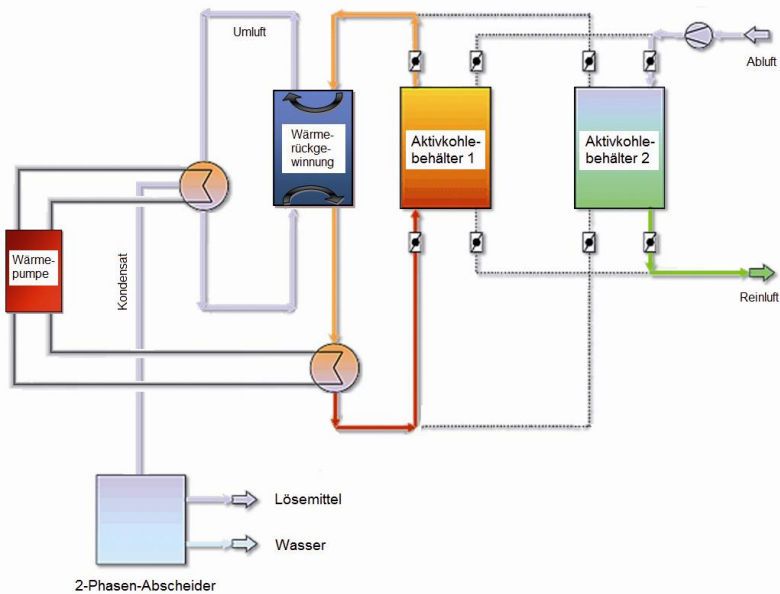 Umluft
Abluft
Wärme-
rückge-
winnung
Aktivkohle-
behälter 1
Aktivkohle-
behälter 2
Wärme-
pumpe
Kondensat
Reinluft
Lösemittel
Wasser
2-Phasen-Abscheider